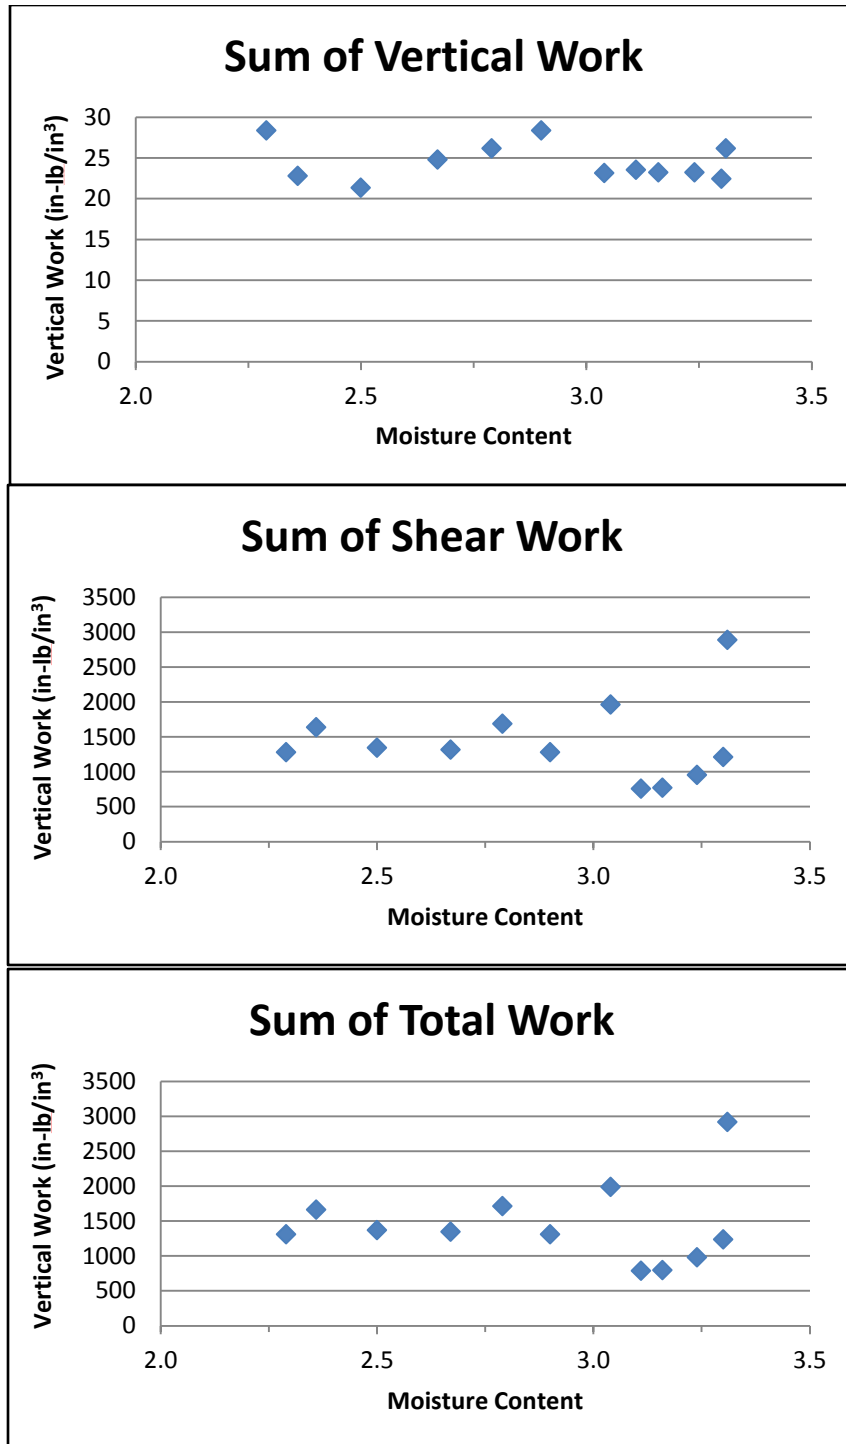 Sum of Vertical Work
Vertical Work (in-lb/in³)
30
25
20
15
10
5
0
2.0 2.5 3.0 3.5
Moisture Content
Sum of Shear Work
Vertical Work (in-lb/in³)
3500
3000
2500
2000
1500
1000
500
0
2.0 2.5 3.0 3.5
Moisture Content
Sum of Total Work
Vertical Work (in-lb/in³)
3500
3000
2500
2000
1500
1000
500
0
2.0 2.5 3.0 3.5
Moisture Content